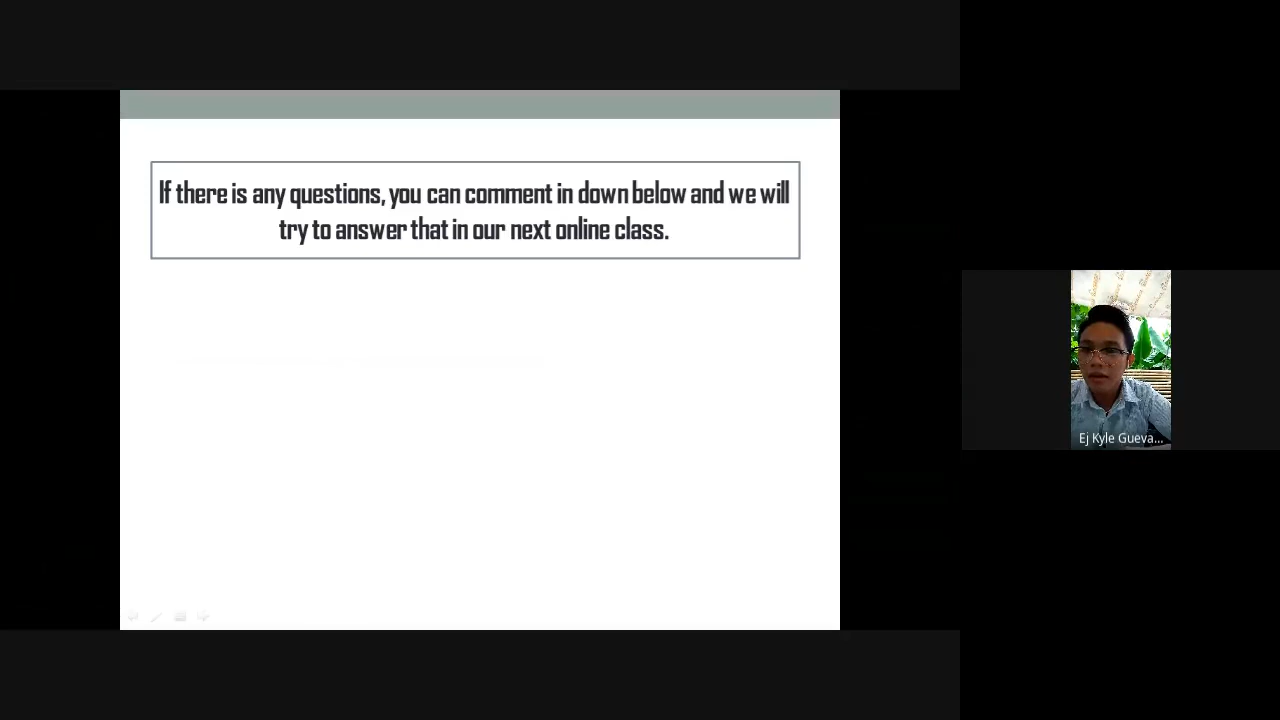 If there is any questions, you can comment in down below and we will
try to answer that in our next online class.
Ej Kyle Gueva...